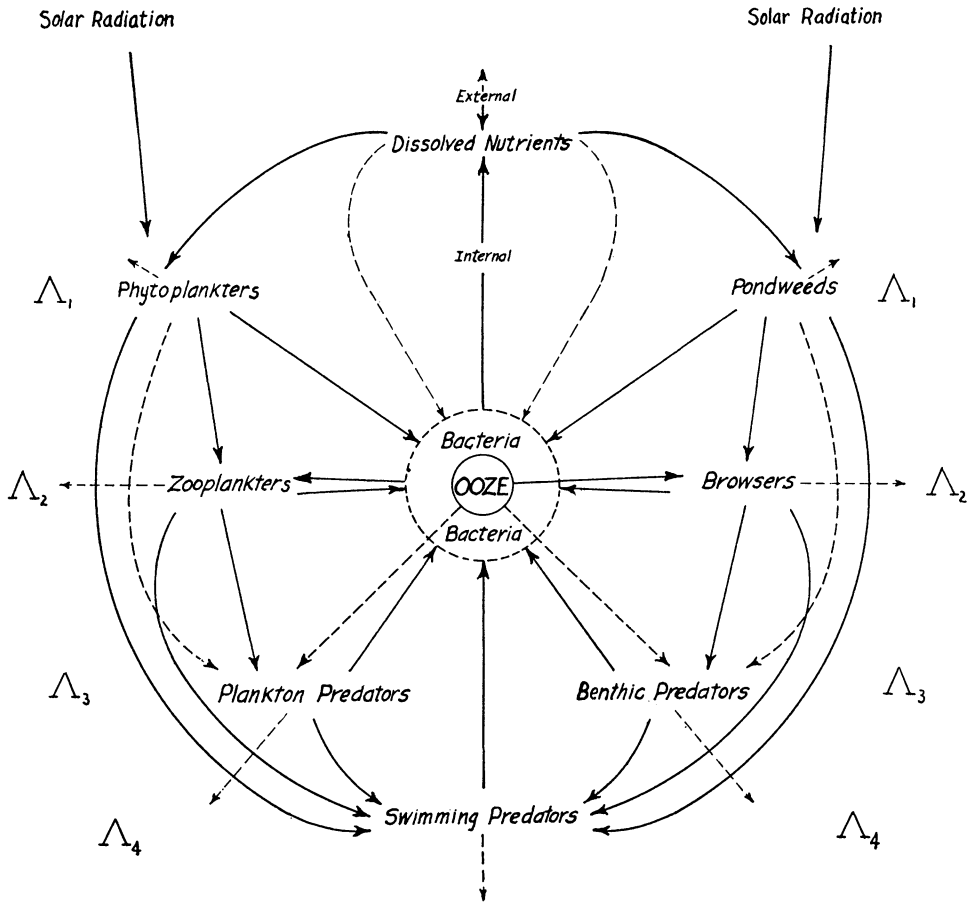 Solar Radiation
Solar Radiation
External
Dissolved Nutrients
Internal
Λ₁
Phytoplankters
Pondweeds
Λ₁
Bacteria
Λ₂
Zooplankters
OOZE
Browsers
Λ₂
Bacteria
Λ₃
Plankton Predators
Benthic Predators
Λ₃
Swimming Predators
Λ₄
Λ₄